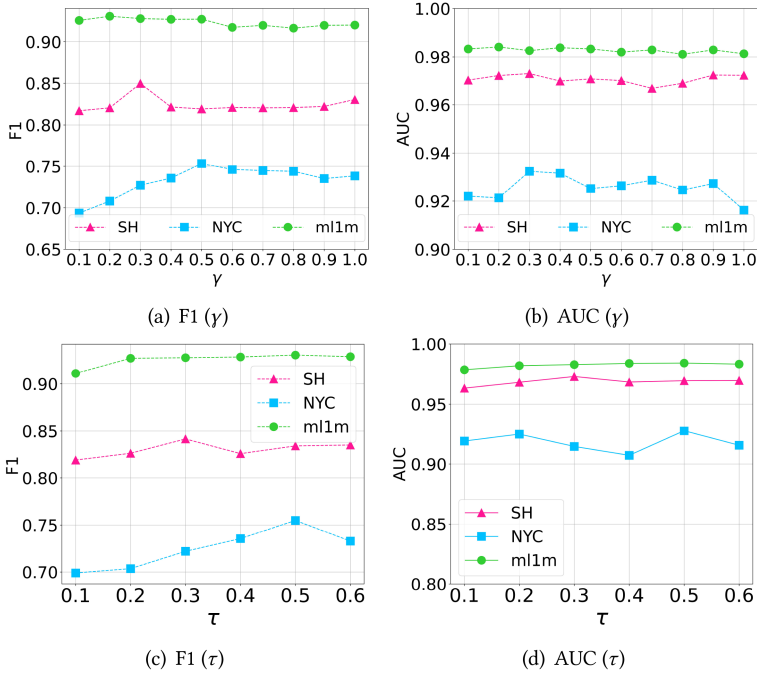 F1
0.90
0.85
0.80
0.75
0.70
0.65
SH NYC ml1m
0.1 0.2 0.3 0.4 0.5 0.6 0.7 0.8 0.9 1.0
γ
(a) F1 (γ)
AUC
1.00
0.98
0.96
0.94
0.92
0.90
SH NYC ml1m
0.1 0.2 0.3 0.4 0.5 0.6 0.7 0.8 0.9 1.0
γ
(b) AUC (γ)
F1
0.90
0.85
0.80
0.75
0.70
SH
NYC
ml1m
0.1 0.2 0.3 0.4 0.5 0.6
τ
(c) F1 (τ)
AUC
1.00
0.95
0.90
0.85
0.80
SH
NYC
ml1m
0.1 0.2 0.3 0.4 0.5 0.6
τ
(d) AUC (τ)